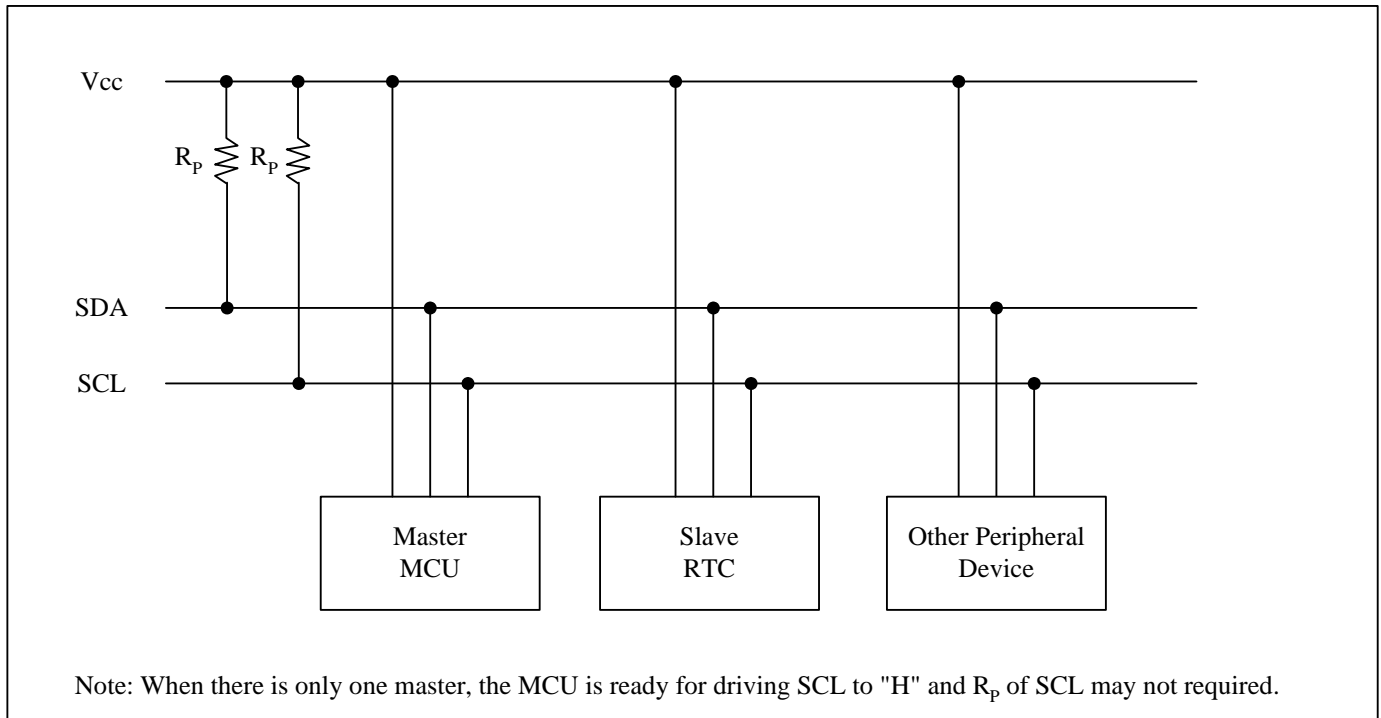 Vcc
R_P R_P
SDA
SCL
Master
MCU
Slave
RTC
Other Peripheral
Device
Note: When there is only one master, the MCU is ready for driving SCL to "H" and R_P of SCL may not required.